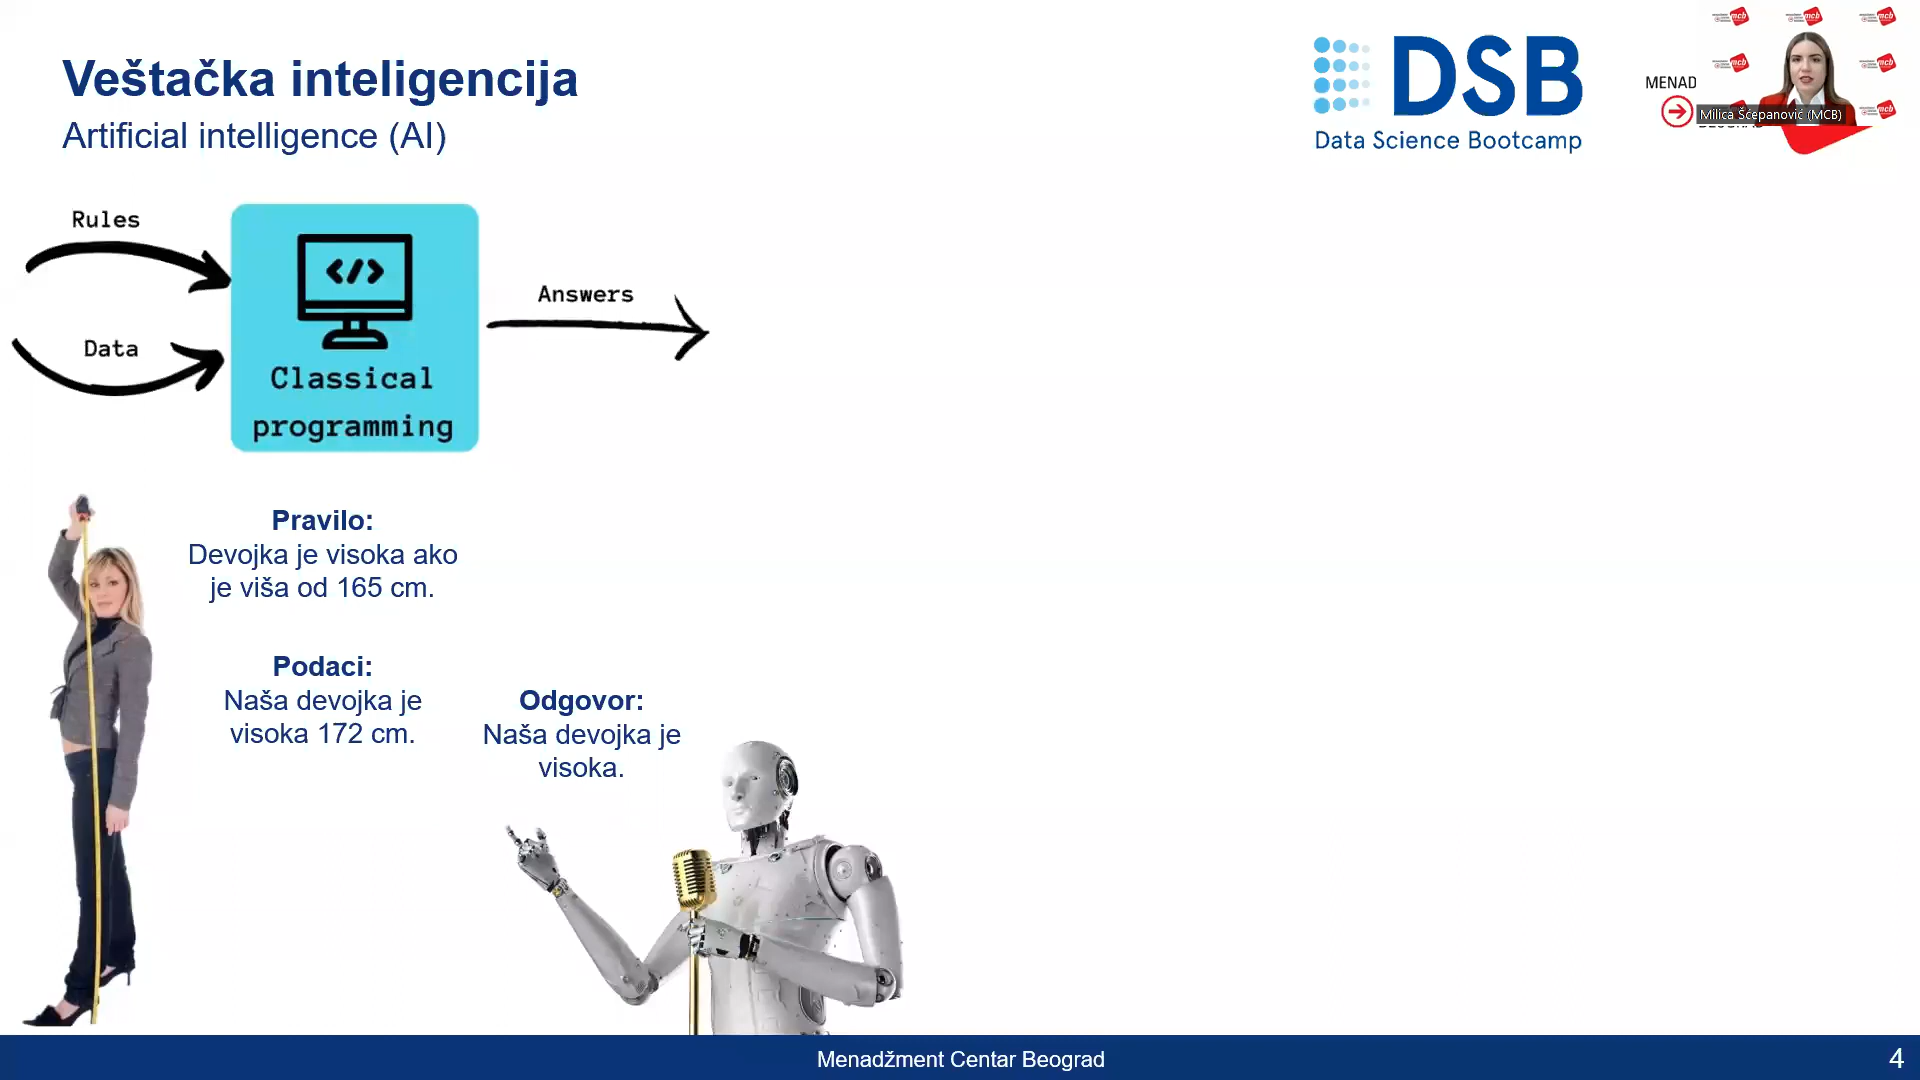 Veštačka inteligencija
Artificial intelligence (AI)
DSB
Data Science Bootcamp
MENAD
Milica Šćepanović (MCB)
Rules
Data
</>
Classical
programming
Answers
Pravilo:
Devojka je visoka ako
je viša od 165 cm.
Podaci:
Naša devojka je
visoka 172 cm.
Odgovor:
Naša devojka je
visoka.
Menadžment Centar Beograd
4